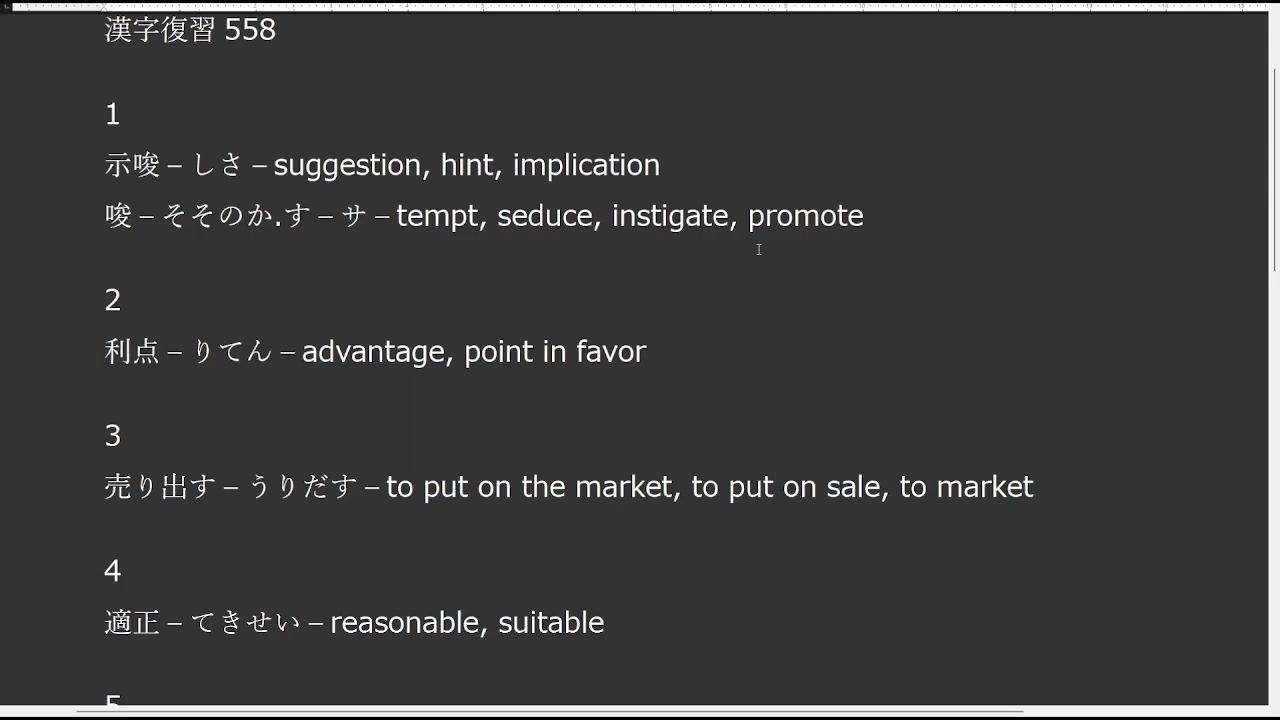 漢字復習 558
1
示唆 – しさ – suggestion, hint, implication
唆 – そそのか.す – サ – tempt, seduce, instigate, promote
2
利点 – りてん – advantage, point in favor
3
売り出す – うりだす – to put on the market, to put on sale, to market
4
適正 – てきせい – reasonable, suitable
5